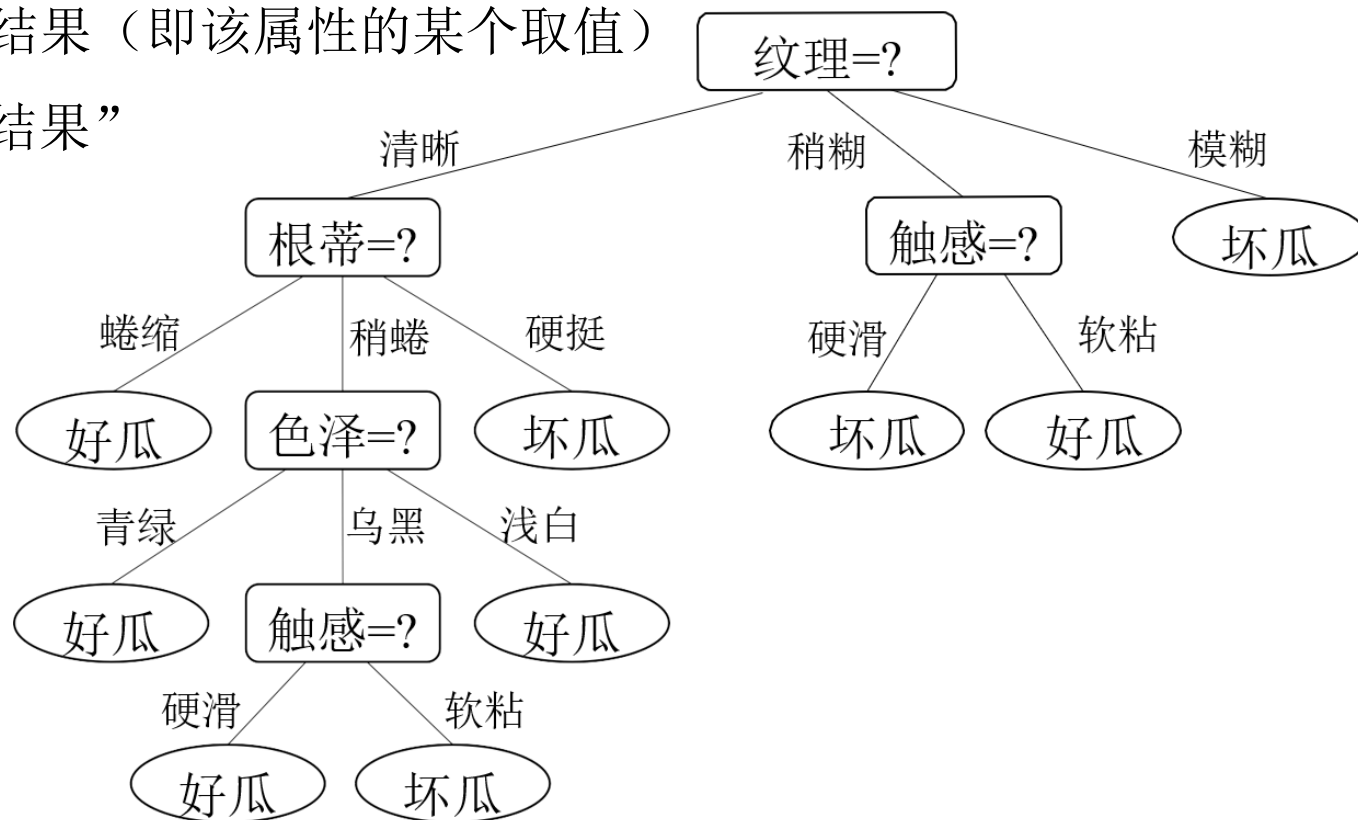 结果（即该属性的某个取值）
结果”
纹理=?
清晰 稍糊 模糊
根蒂=? 触感=? 坏瓜
蜷缩 稍蜷 硬挺 硬滑 软粘
好瓜 色泽=? 坏瓜 坏瓜 好瓜
青绿 乌黑 浅白
好瓜 触感=? 好瓜
硬滑 软粘
好瓜 坏瓜